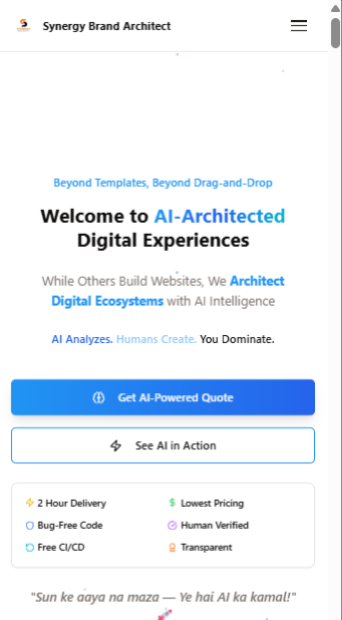 Synergy Brand Architect
Beyond Templates, Beyond Drag-and-Drop
Welcome to AI-Architected
Digital Experiences
While Others Build Websites, We Architect
Digital Ecosystems with AI Intelligence
AI Analyzes. Humans Create. You Dominate.
Get AI-Powered Quote
See AI in Action
2 Hour Delivery
Lowest Pricing
Bug-Free Code
Human Verified
Free CI/CD
Transparent
"Sun ke aaya na maza — Ye hai AI ka kamal!"